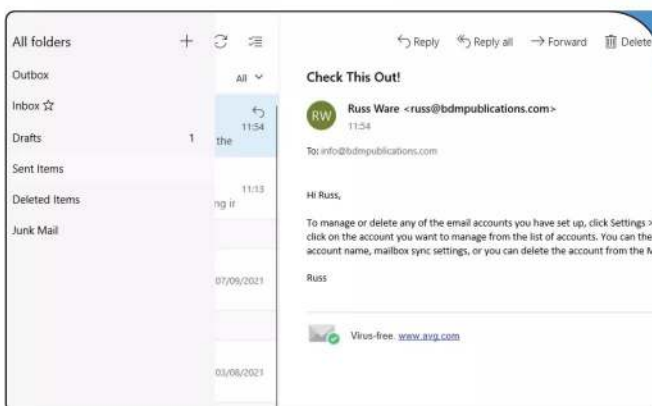 All folders
Outbox
Inbox
Drafts 1
Sent Items
Deleted Items
Junk Mail
All
11:54
the
11:13
ng ir
07/09/2021
03/08/2021
Reply Reply all Forward Delete
Check This Out!
RW
Russ Ware <russ@bdmpublications.com>
11:54
To: info@bdmpublications.com
Hi Russ,
To manage or delete any of the email accounts you have set up, click Settings >
click on the account you want to manage from the list of accounts. You can the
account name, mailbox sync settings, or you can delete the account from the M
Russ
Virus-free. www.avg.com